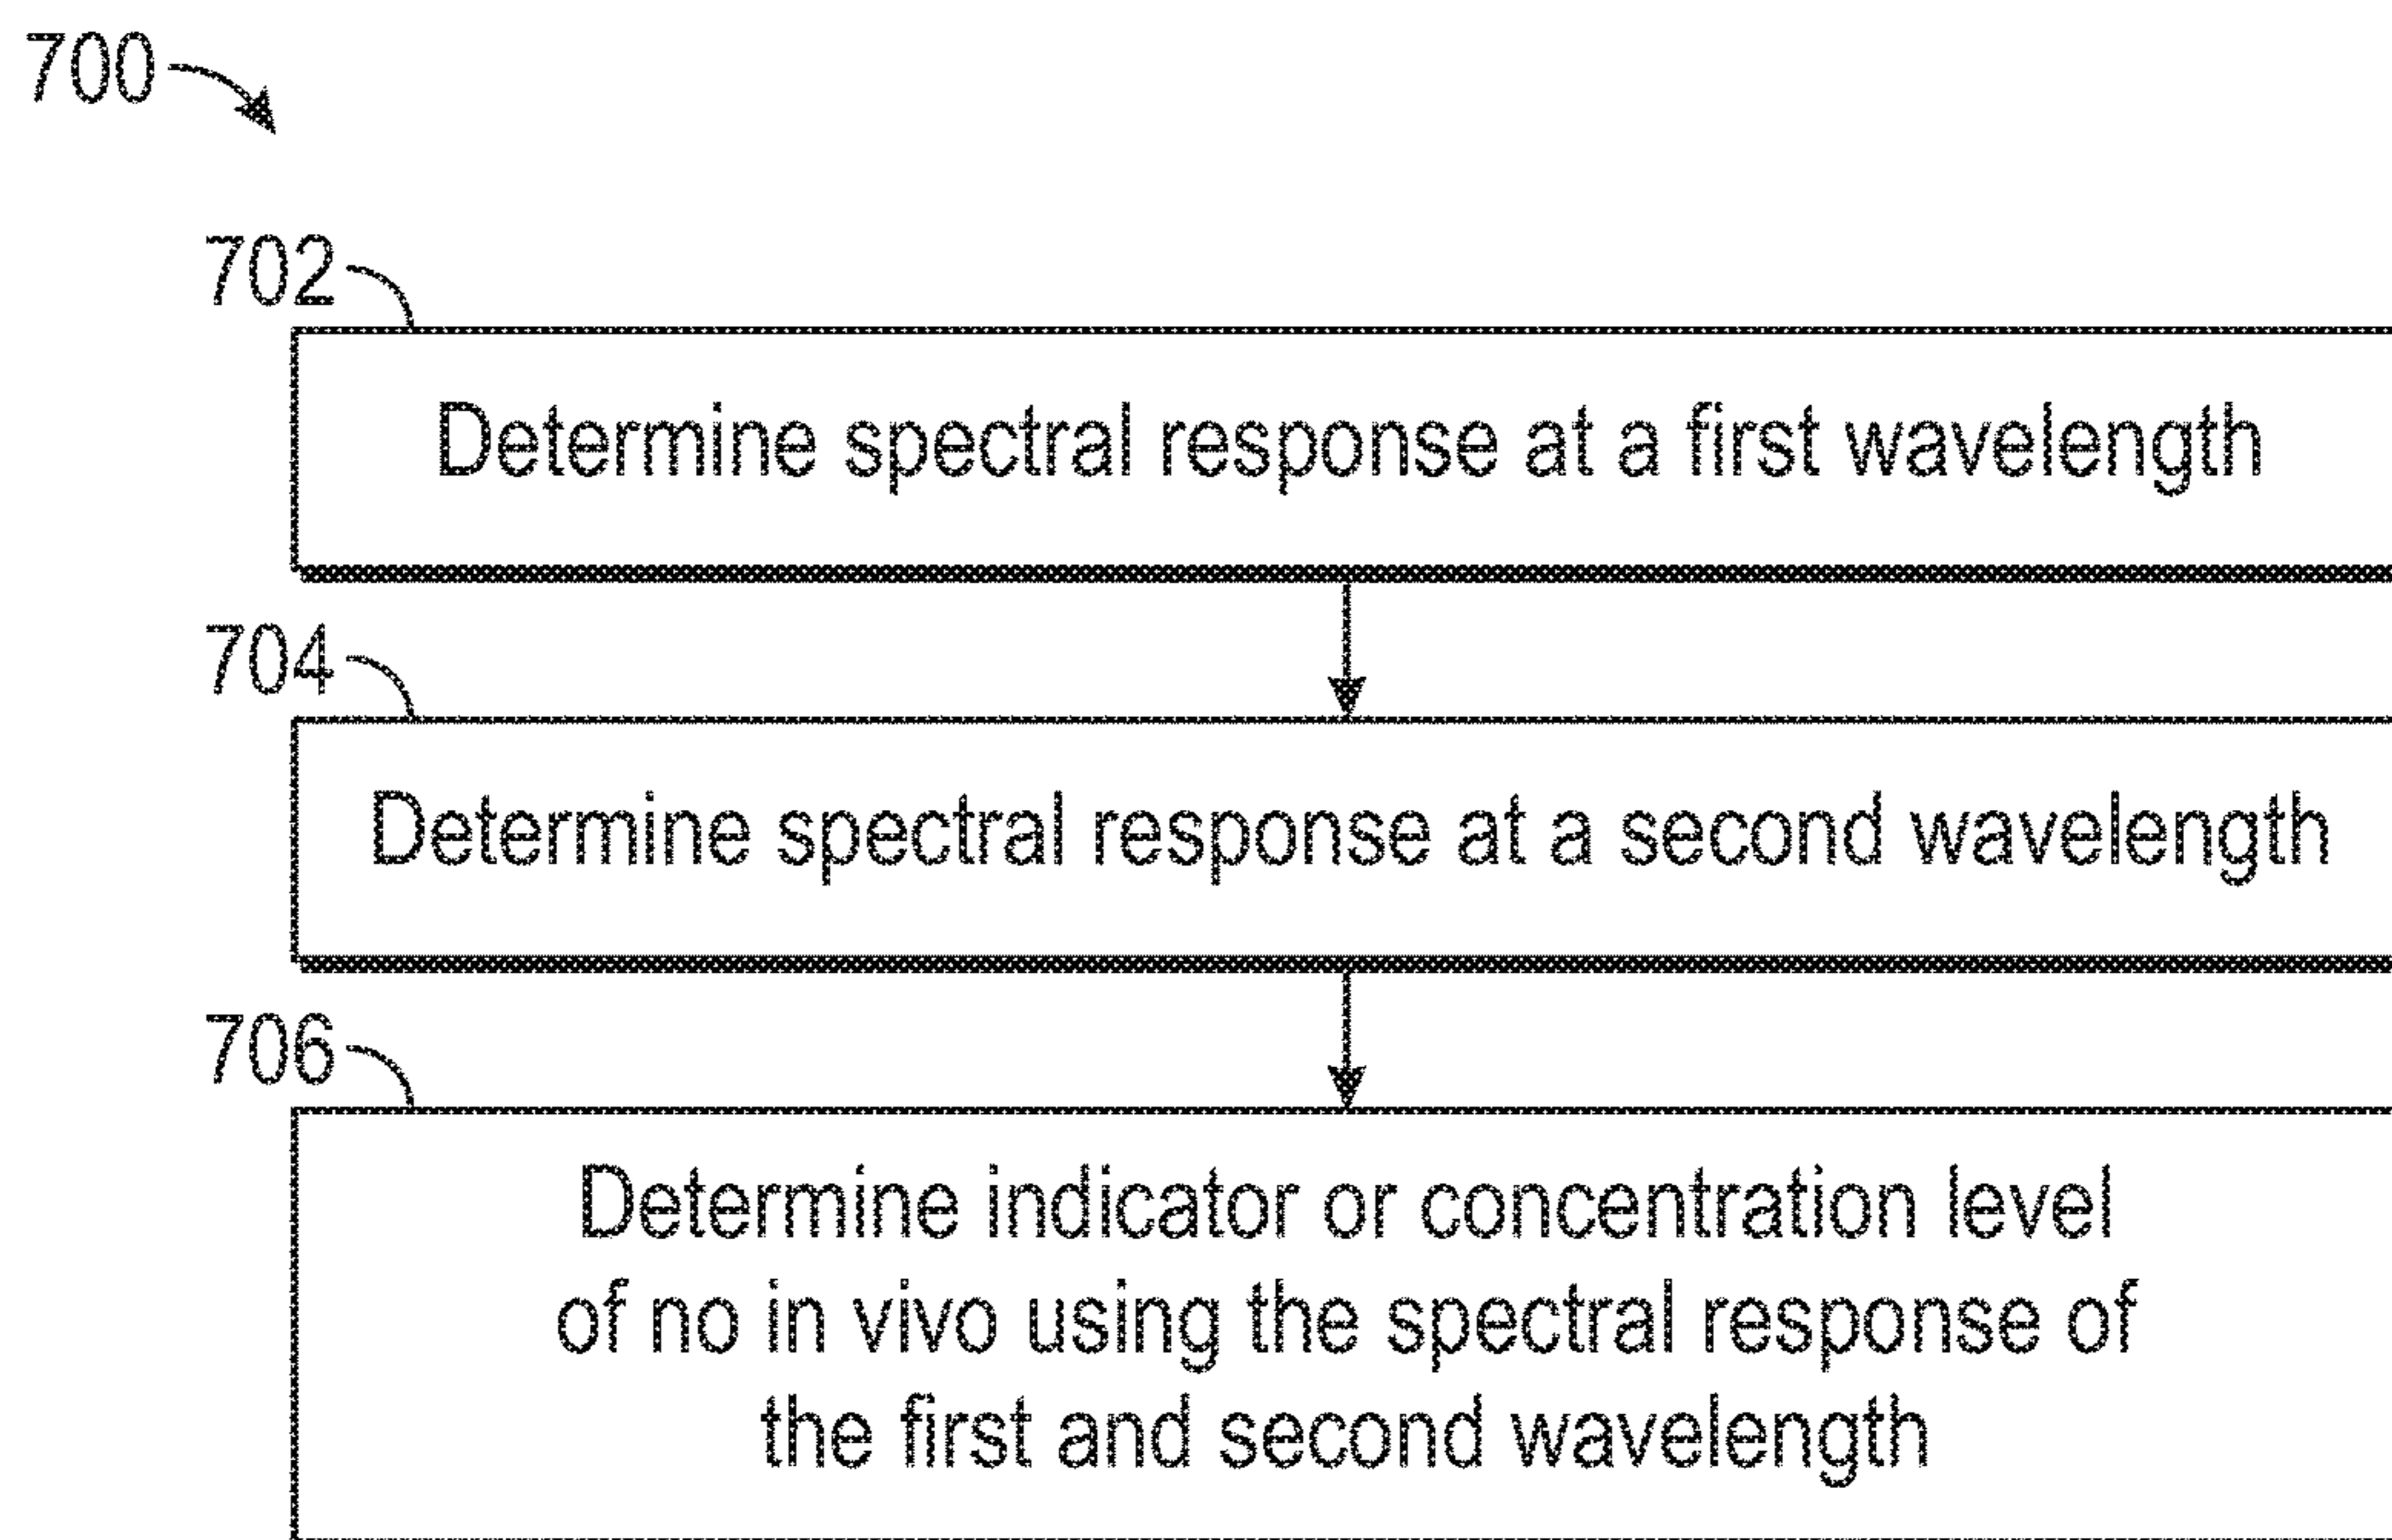 700
702
Determine spectral response at a first wavelength
704
Determine spectral response at a second wavelength
706
Determine indicator or concentration level
of no in vivo using the spectral response of
the first and second wavelength